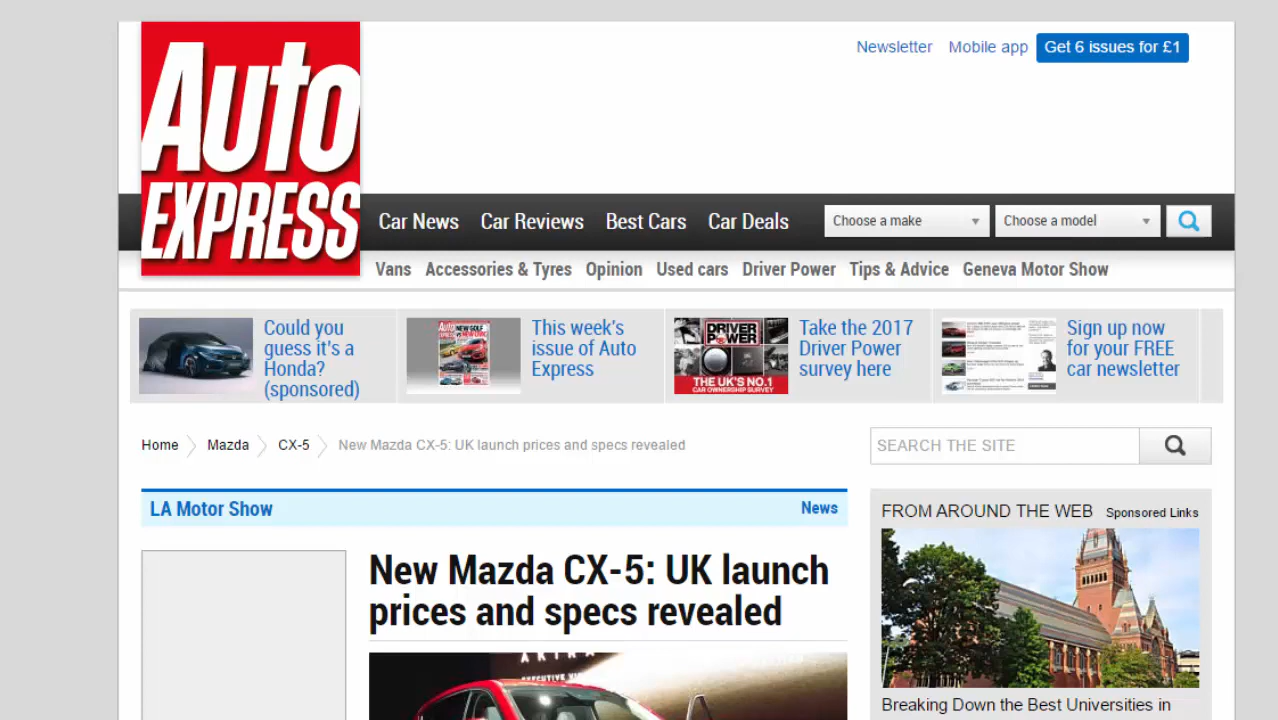 Auto
EXPRESS
Newsletter Mobile app Get 6 issues for £1
Car News Car Reviews Best Cars Car Deals Choose a make Choose a model
Vans Accessories & Tyres Opinion Used cars Driver Power Tips & Advice Geneva Motor Show
Could you
guess it's a
Honda?
(sponsored)
This week's
issue of Auto
Express
DRIVER
POWER
THE UK'S NO.1
CAR OWNERSHIP SURVEY
Take the 2017
Driver Power
survey here
Sign up now
for your FREE
car newsletter
Home Mazda CX-5 New Mazda CX-5: UK launch prices and specs revealed
SEARCH THE SITE
LA Motor Show News
New Mazda CX-5: UK launch
prices and specs revealed
FROM AROUND THE WEB Sponsored Links
Breaking Down the Best Universities in